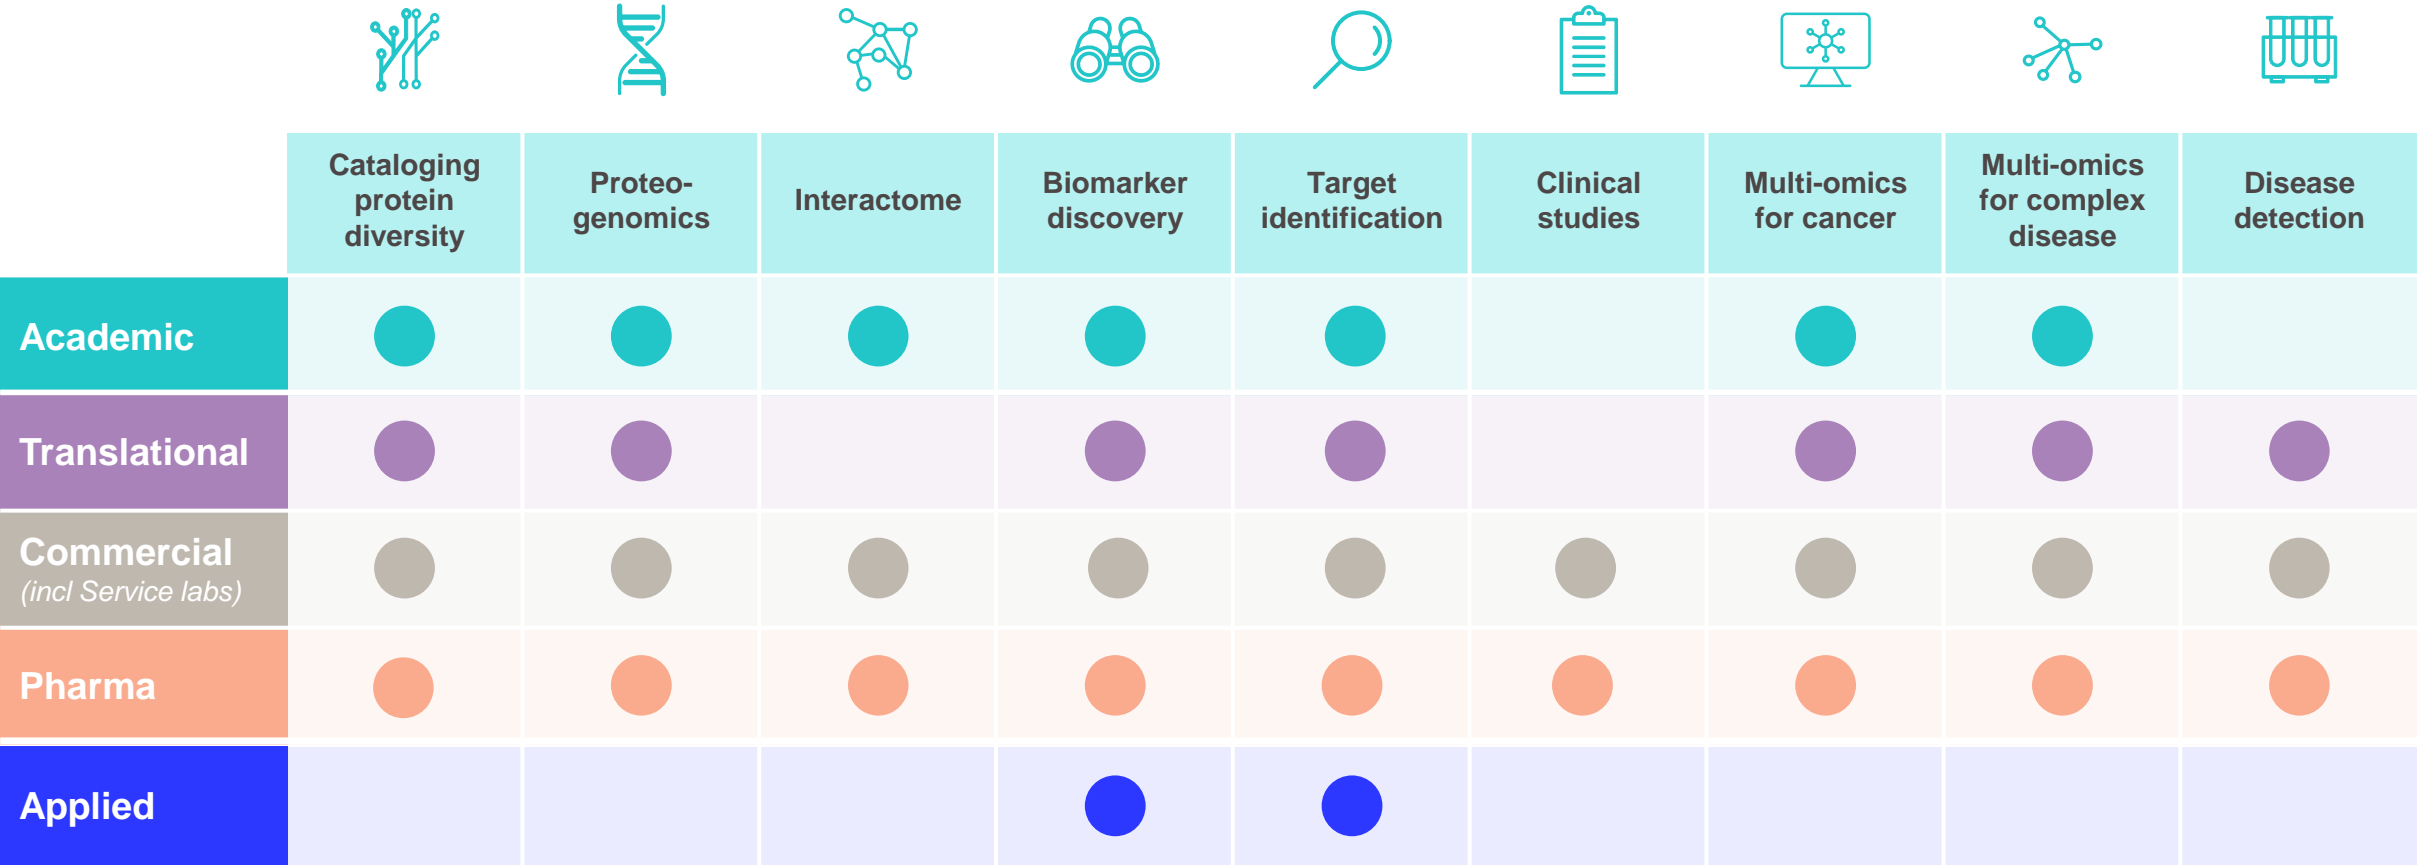 Cataloging
protein
diversity
Proteo-
genomics
Interactome
Biomarker
discovery
Target
identification
Clinical
studies
Multi-omics
for cancer
Multi-omics
for complex
disease
Disease
detection
Academic
Translational
Commercial
(incl Service labs)
Pharma
Applied